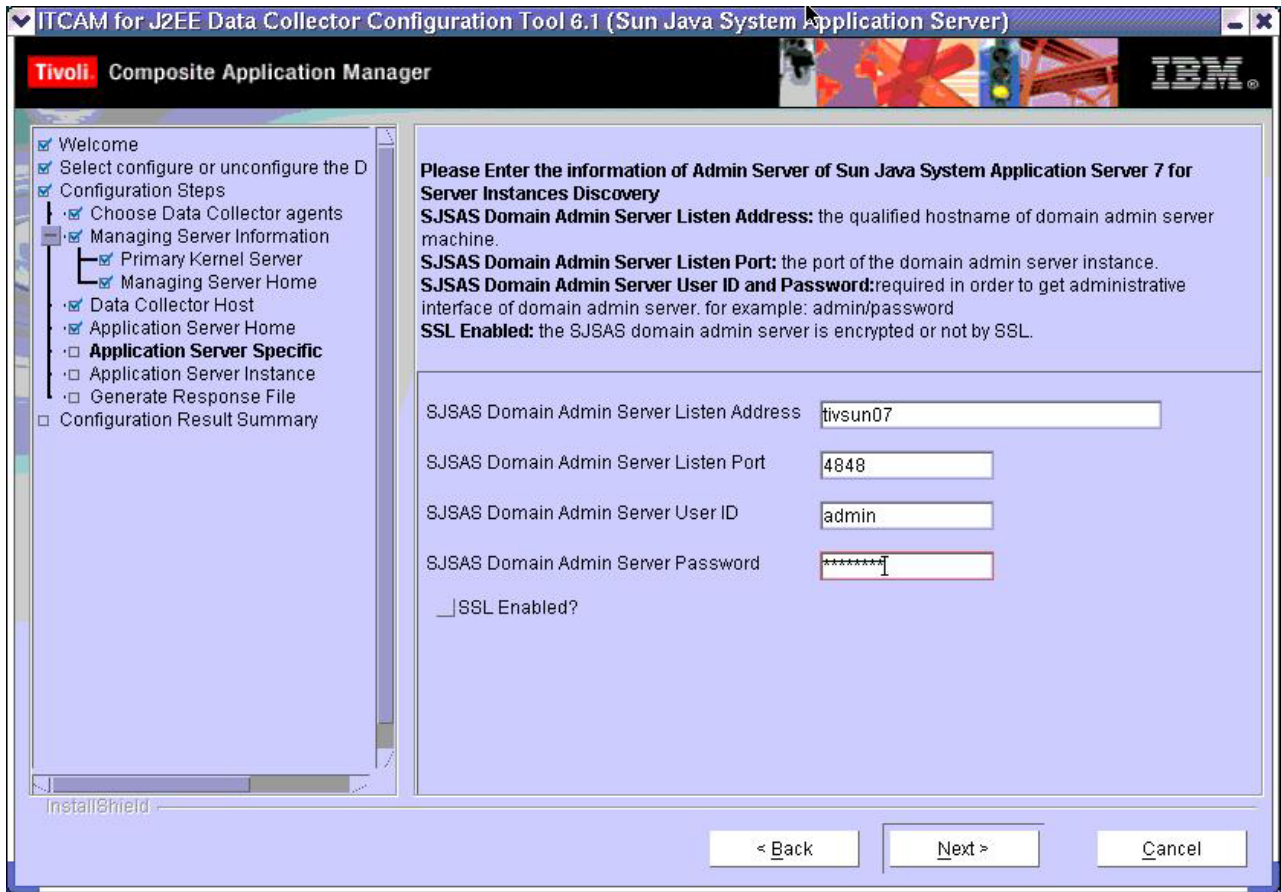 ITCAM for J2EE Data Collector Configuration Tool 6.1 (Sun Java System Application Server)
Tivoli. Composite Application Manager
IBM®
Welcome
Select configure or unconfigure the D
Configuration Steps
Choose Data Collector agents
Managing Server Information
Primary Kernel Server
Managing Server Home
Data Collector Host
Application Server Home
Application Server Specific
Application Server Instance
Generate Response File
Configuration Result Summary
Please Enter the information of Admin Server of Sun Java System Application Server 7 for
Server Instances Discovery
SJSAS Domain Admin Server Listen Address: the qualified hostname of domain admin server
machine.
SJSAS Domain Admin Server Listen Port: the port of the domain admin server instance.
SJSAS Domain Admin Server User ID and Password:required in order to get administrative
interface of domain admin server. for example: admin/password
SSL Enabled: the SJSAS domain admin server is encrypted or not by SSL.
SJSAS Domain Admin Server Listen Address tivsun07
SJSAS Domain Admin Server Listen Port 4848
SJSAS Domain Admin Server User ID admin
SJSAS Domain Admin Server Password ********
SSL Enabled?
InstallShield
< Back Next > Cancel